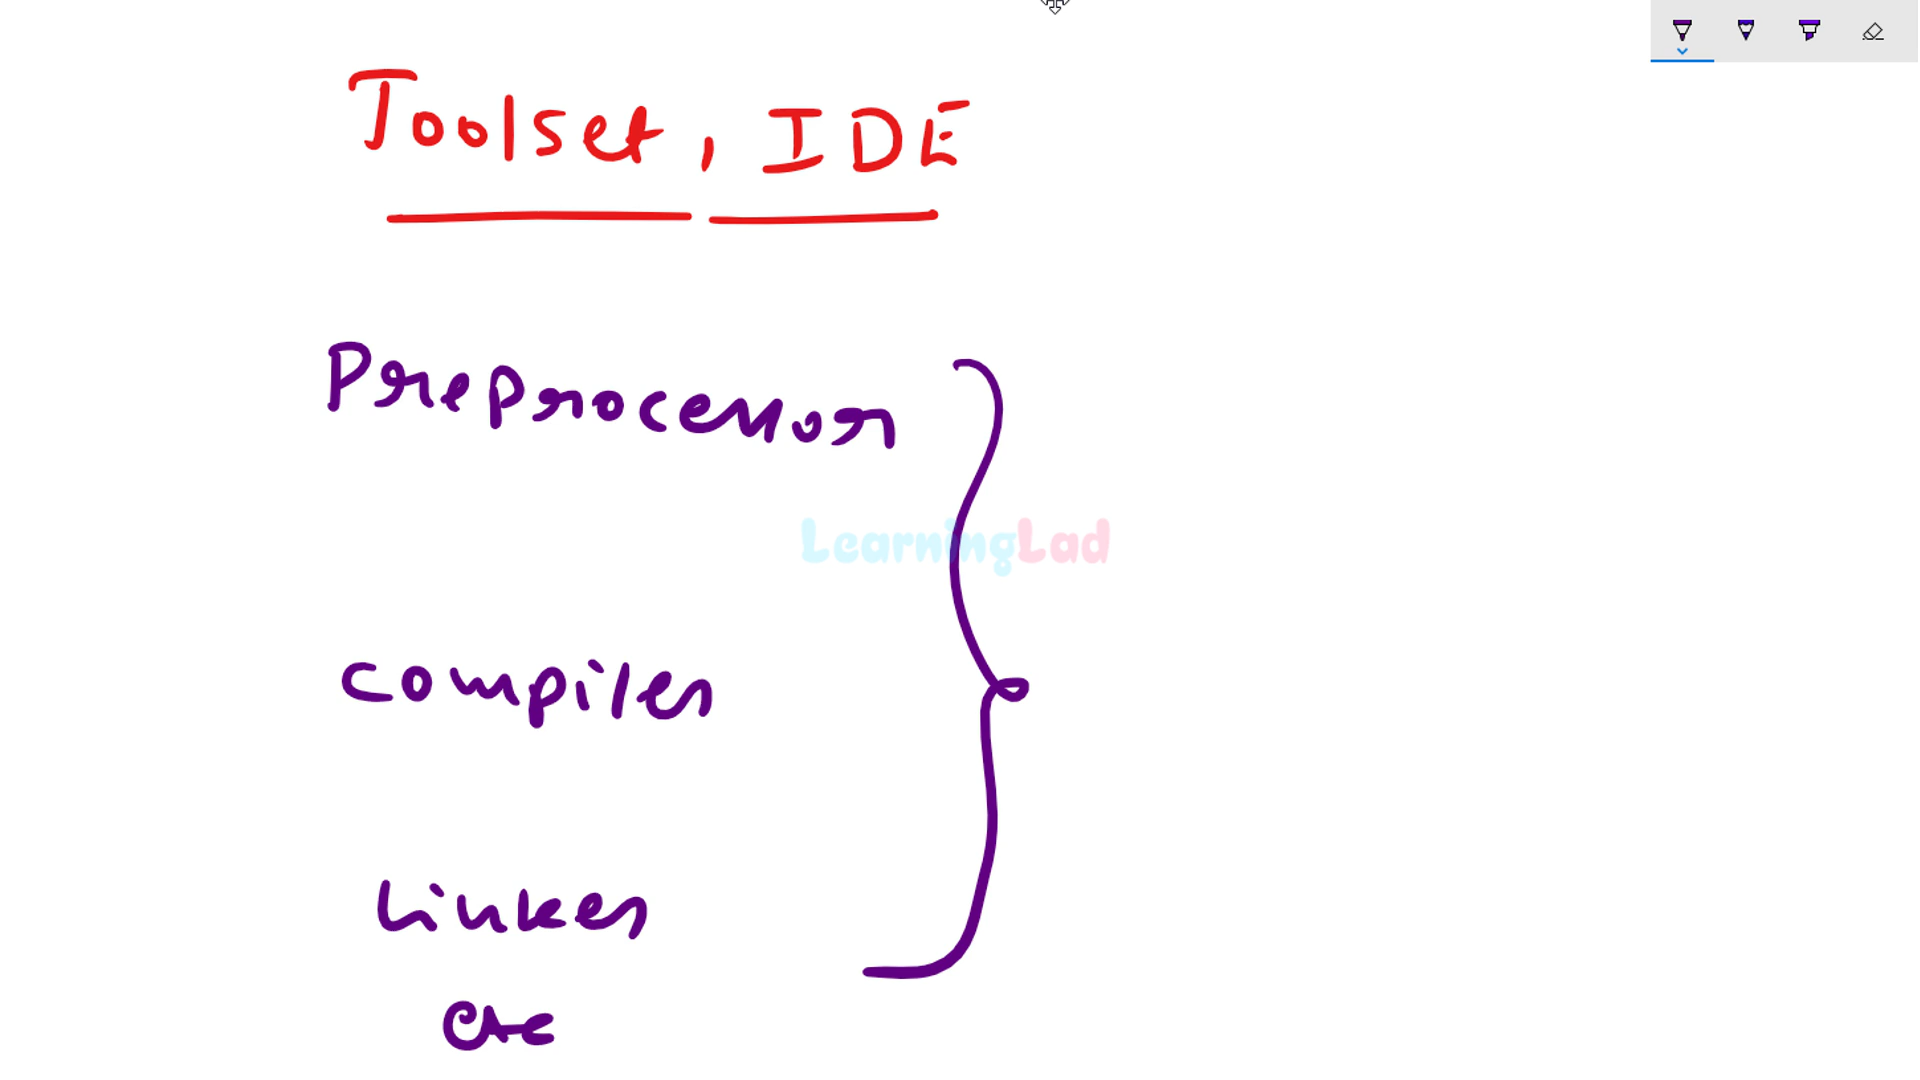 Toolset, IDE
Preprocessor
LearningLad
Compiler
Linker
etc